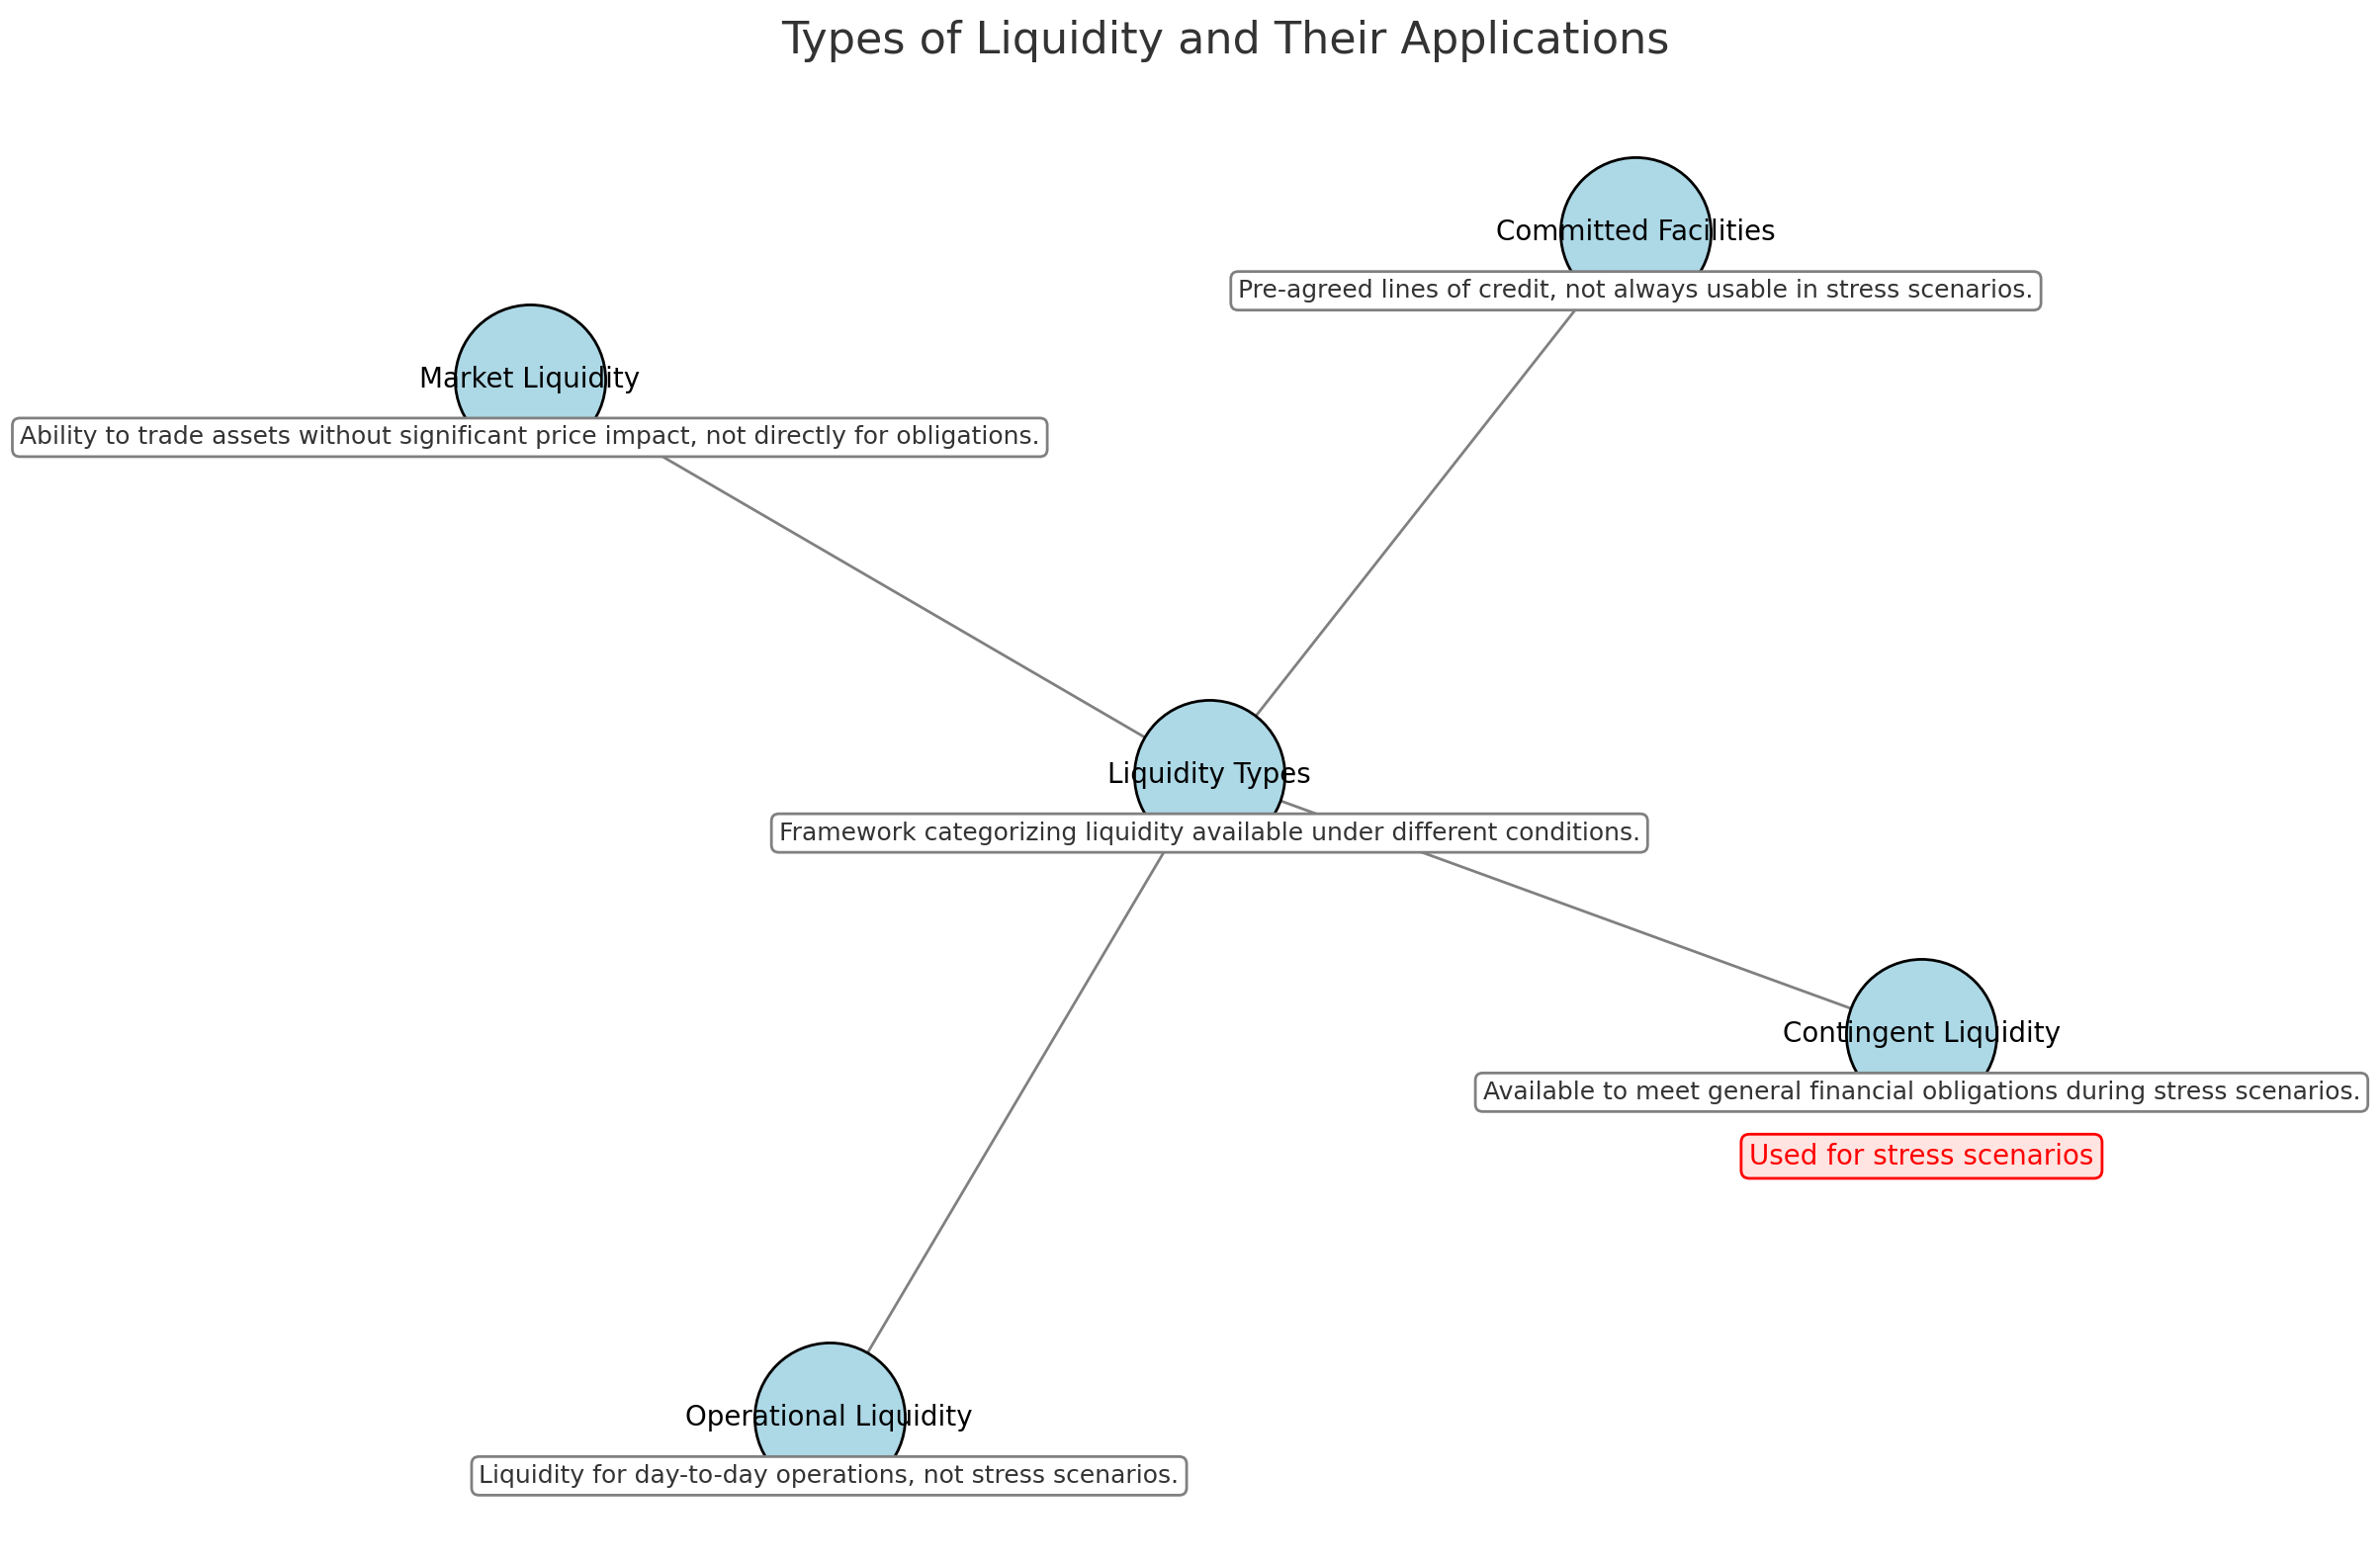 Types of Liquidity and Their Applications
Committed Facilities
Pre-agreed lines of credit, not always usable in stress scenarios.
Market Liquidity
Ability to trade assets without significant price impact, not directly for obligations.
Liquidity Types
Framework categorizing liquidity available under different conditions.
Contingent Liquidity
Available to meet general financial obligations during stress scenarios.
Used for stress scenarios
Operational Liquidity
Liquidity for day-to-day operations, not stress scenarios.